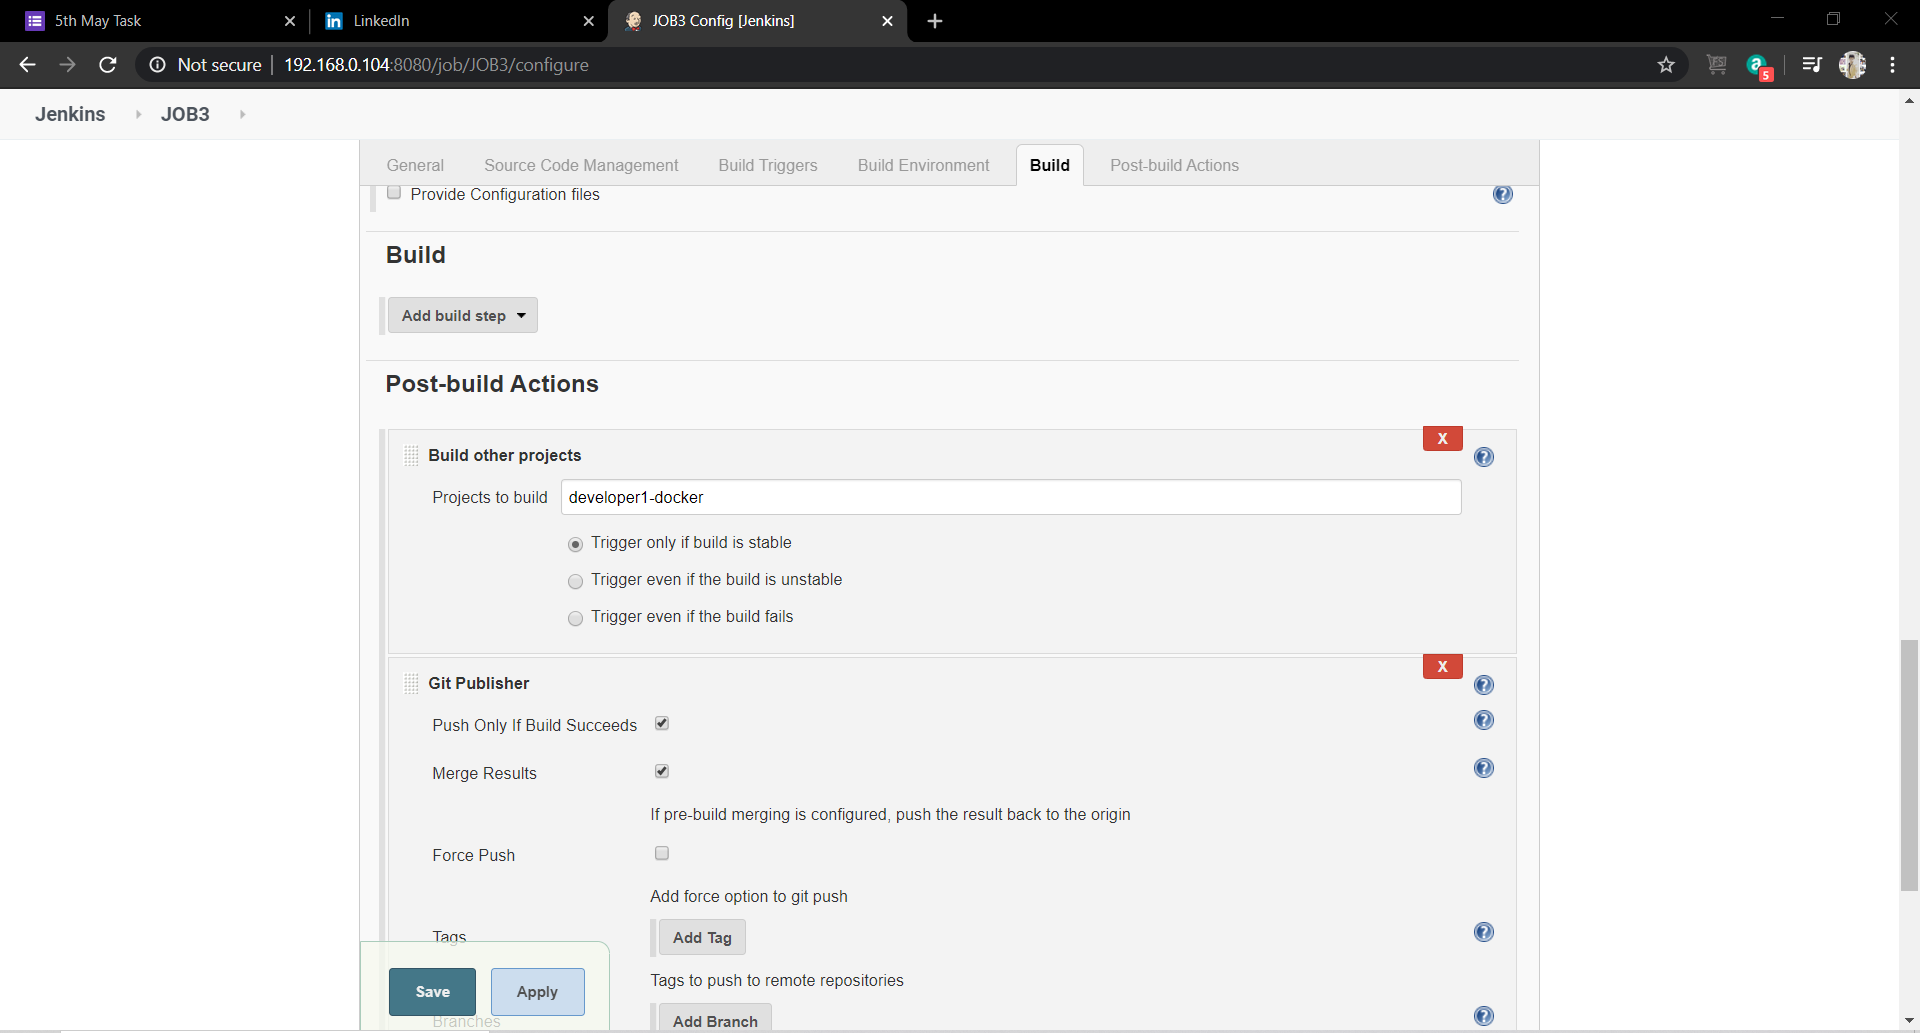 5th May Task
LinkedIn
JOB3 Config [Jenkins]
Not secure
192.168.0.104:8080/job/JOB3/configure
5
Jenkins
JOB3
General
Source Code Management
Build Triggers
Build Environment
Build
Post-build Actions
Provide Configuration files
Build
Add build step
Post-build Actions
X
Build other projects
Projects to build
developer1-docker
Trigger only if build is stable
Trigger even if the build is unstable
Trigger even if the build fails
X
Git Publisher
Push Only If Build Succeeds
Merge Results
If pre-build merging is configured, push the result back to the origin
Force Push
Add force option to git push
Tags
Add Tag
Tags to push to remote repositories
Save
Apply
Branches
Add Branch